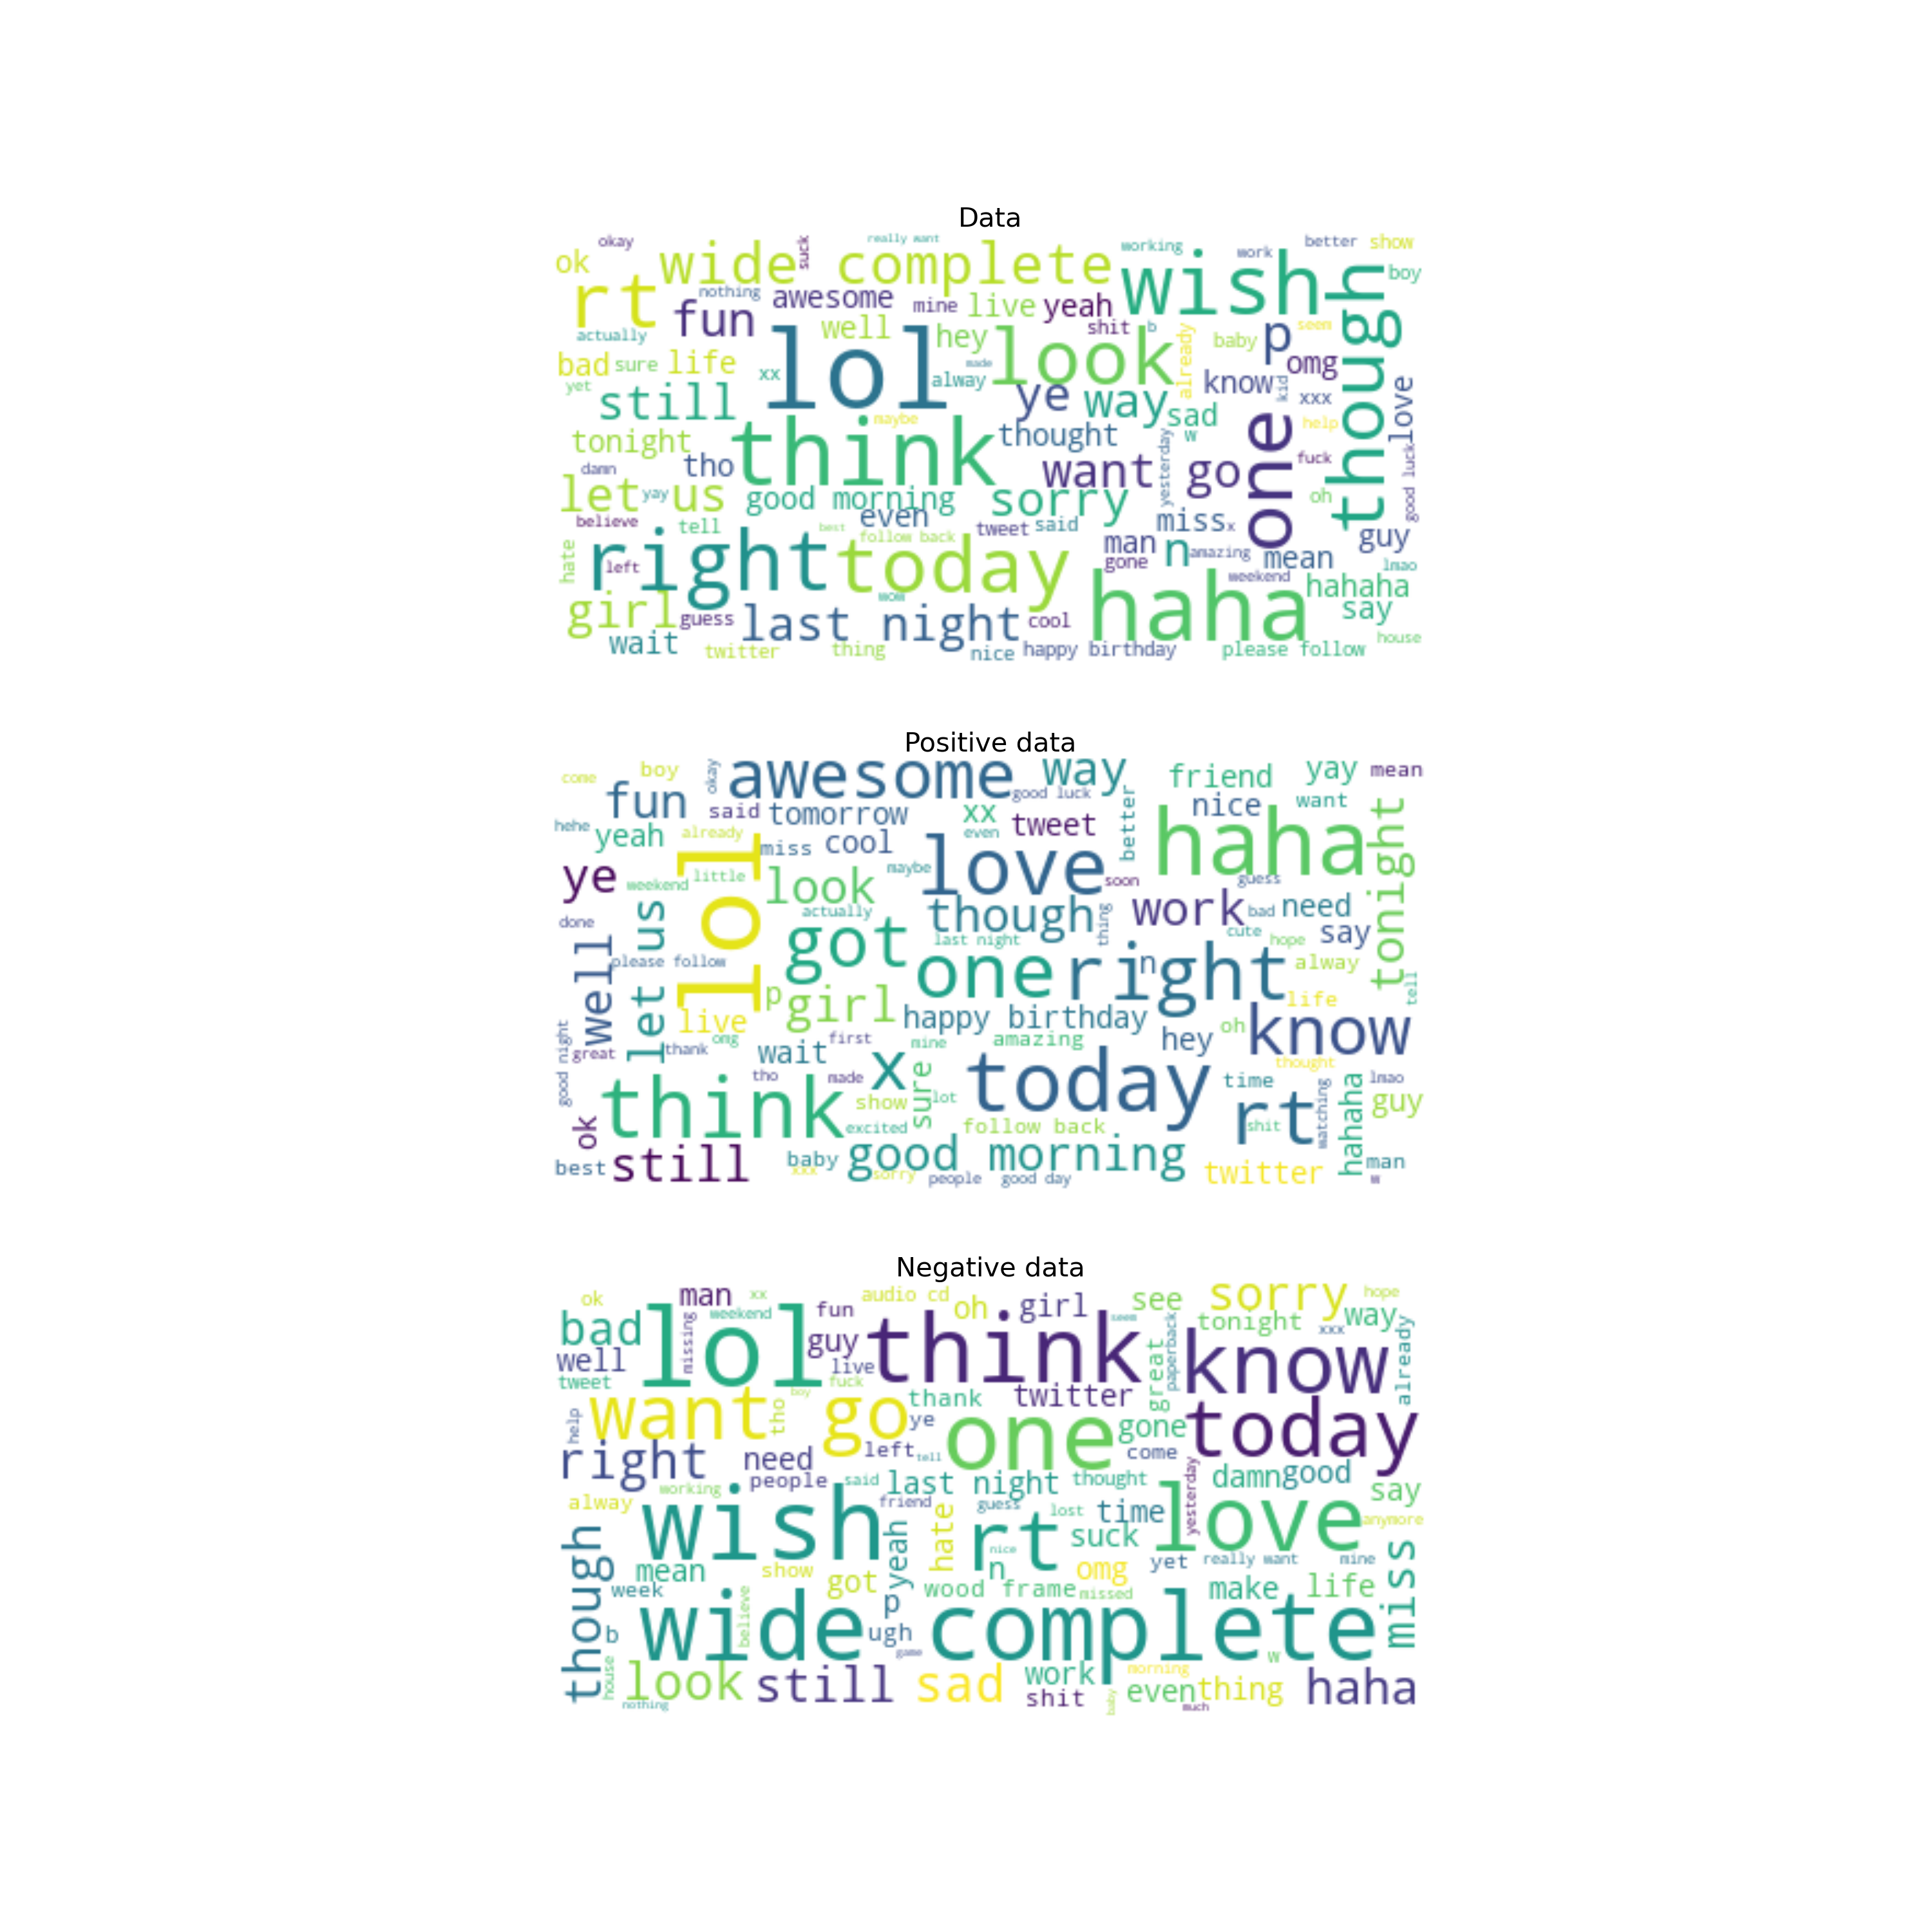 Data
okay
suck
really want
working
work
better
show
ok
wide complete
wish
boy
rt
nothing
awesome
mine
live
yeah
though
fun
well
hey
shit
b
already
baby
p
seem
actually
lol
look
omg
bad
sure
life
xx
made
alway
know
kid
xxx
love
yet
still
ye
way
sad
one
help
maybe
w
tonight
think
thought
yesterday
tho
damn
want
go
fuck
good luck
let us
yay
good morning
sorry
oh
believe
tell
even
best
tweet
said
miss
x
follow back
man
n
guy
hate
right
left
today
gone
amazing
mean
lmao
weekend
haha
hahaha
girl
wow
guess
last night
cool
say
wait
twitter
thing
nice
happy birthday
please follow
house
Positive data
come
boy
okay
awesome
way
friend
yay
mean
fun
said
tomorrow
good luck
xx
nice
want
hehe
yeah
already
even
tweet
better
haha
tonight
lol
miss
cool
love
ye
weekend
little
look
maybe
soon
guess
done
let us
actually
though
thing
work
bad
need
well
got
last night
cute
hope
say
please follow
one
right
n
alway
p
girl
life
tell
live
happy birthday
oh
know
good night
great
thank
omg
wait
first
mine
amazing
hey
thought
think
tho
made
x
sure
today
time
lmao
show
lot
rt
shit
watching
hahaha
guy
ok
excited
follow back
best
still
baby
xxx
good morning
sorry
people
good day
twitter
man
w
Negative data
ok
man
xx
audio cd
girl
see
sorry
hope
bad
lol
weekend
fun
oh
seem
tonight
xxx
way
missing
guy
think
paperback
know
already
well
live
great
tweet
fuck
boy
want go
tho
thank
twitter
today
help
ye
one
gone
right
need
left
tell
come
people
said
last night
thought
yesterday
damn
good
working
alway
wish
friend
guess
lost
time
love
say
anymore
though
yeah
hate
rt
nice
suck
n
mean
show
omg
yet
really want
mine
miss
week
got
wood frame
missed
make
life
believe
p
b
wide complete
ugh
game
w
house
look
still
sad
work
morning
nothing
shit
baby
even
thing
much
haha